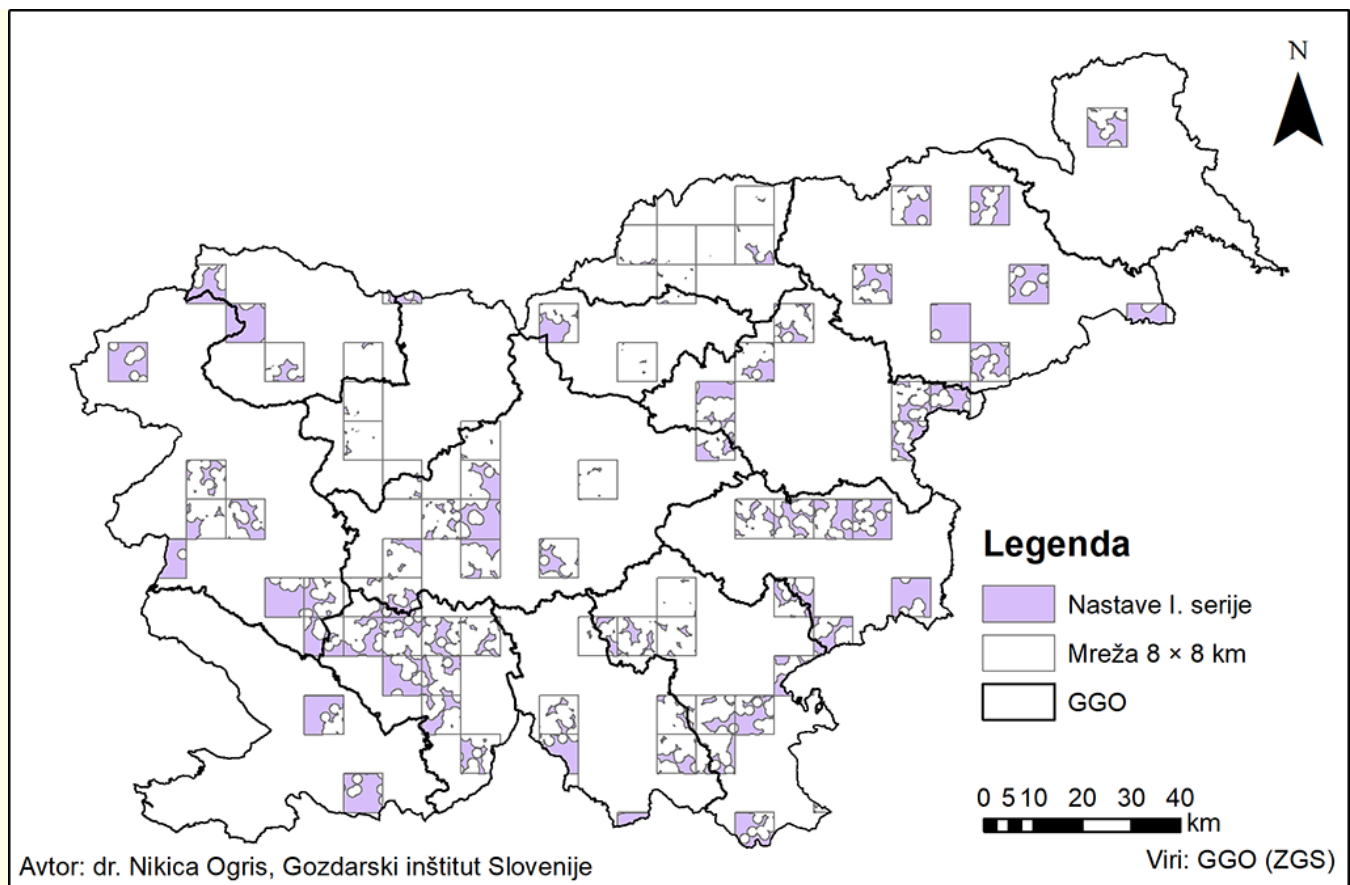 N
Legenda
Nastave I. serije
Mreža 8 × 8 km
GGO
0 5 10 20 30 40
km
Avtor: dr. Nikica Ogris, Gozdarski inštitut Slovenije
Viri: GGO (ZGS)